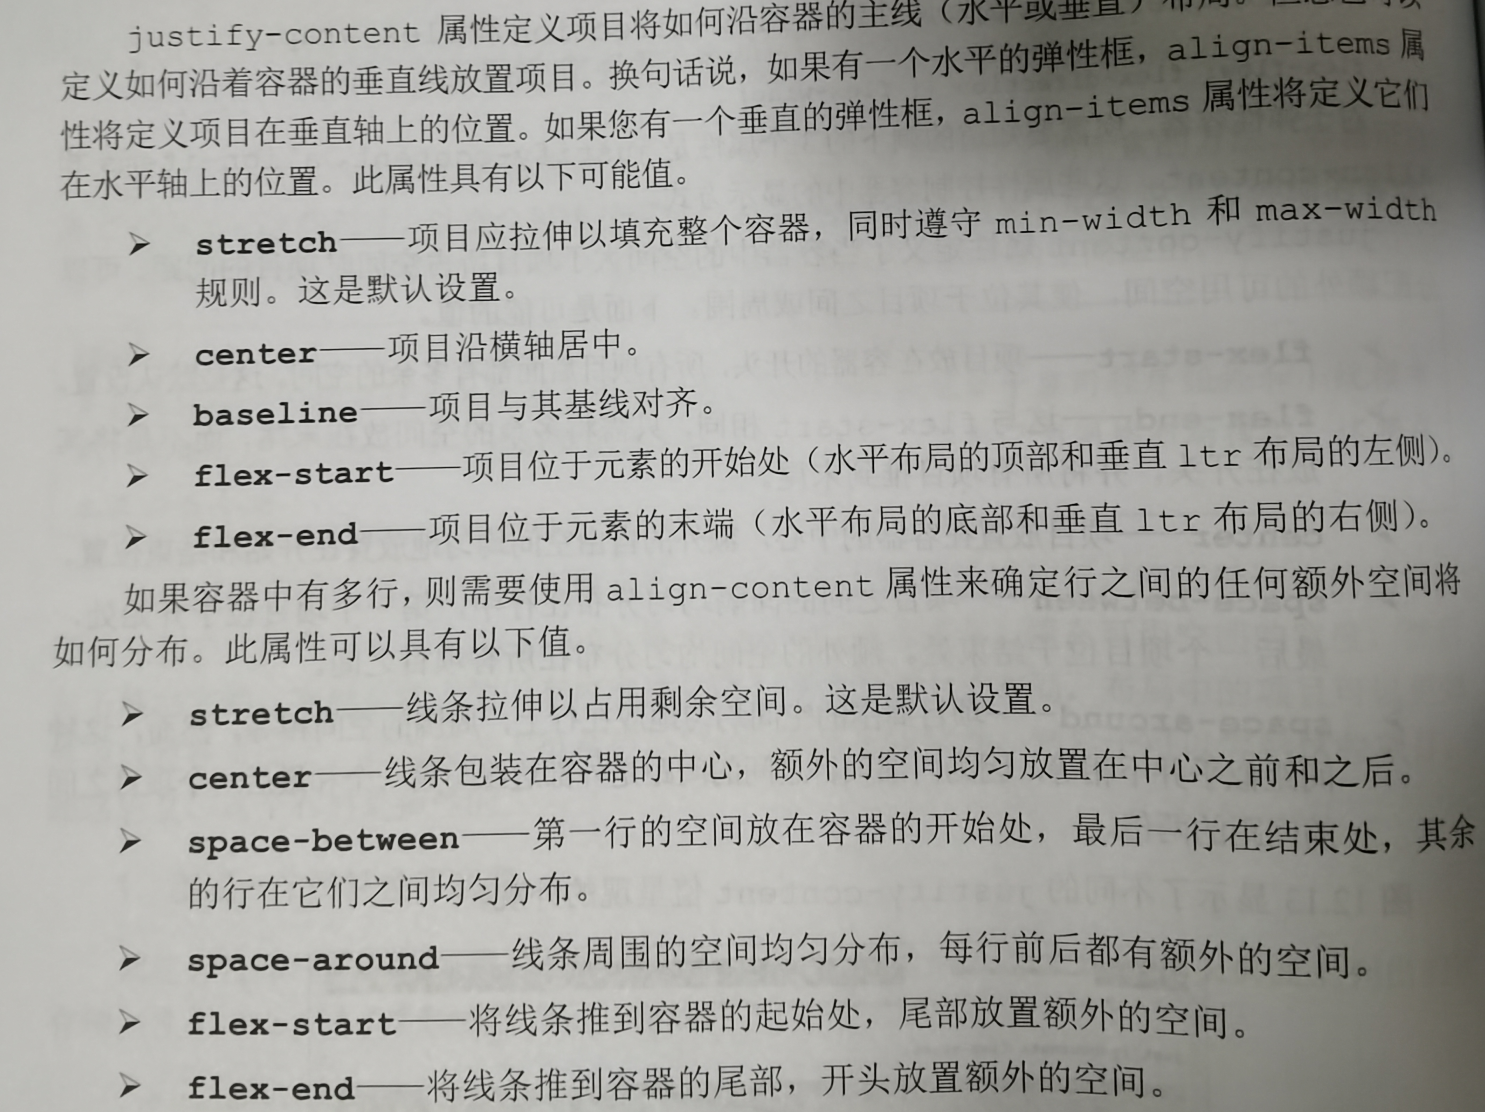 justify-content 属性定义项目将如何沿容器的主线（水平或垂直）布局。
定义如何沿着容器的垂直线放置项目。换句话说，如果有一个水平的弹性框，align-items 属
性将定义项目在垂直轴上的位置。如果您有一个垂直的弹性框，align-items 属性将定义它们
在水平轴上的位置。此属性具有以下可能值。
➢ stretch——项目应拉伸以填充整个容器，同时遵守 min-width 和 max-width
规则。这是默认设置。
➢ center——项目沿横轴居中。
➢ baseline——项目与其基线对齐。
➢ flex-start——项目位于元素的开始处（水平布局的顶部和垂直 ltr 布局的左侧）。
➢ flex-end——项目位于元素的末端（水平布局的底部和垂直 ltr 布局的右侧）。
如果容器中有多行，则需要使用 align-content 属性来确定行之间的任何额外空间将
如何分布。此属性可以具有以下值。
➢ stretch——线条拉伸以占用剩余空间。这是默认设置。
➢ center——线条包装在容器的中心，额外的空间均匀放置在中心之前和之后。
➢ space-between——第一行的空间放在容器的开始处，最后一行在结束处，其余
的行在它们之间均匀分布。
➢ space-around——线条周围的空间均匀分布，每行前后都有额外的空间。
➢ flex-start——将线条推到容器的起始处，尾部放置额外的空间。
➢ flex-end——将线条推到容器的尾部，开头放置额外的空间。